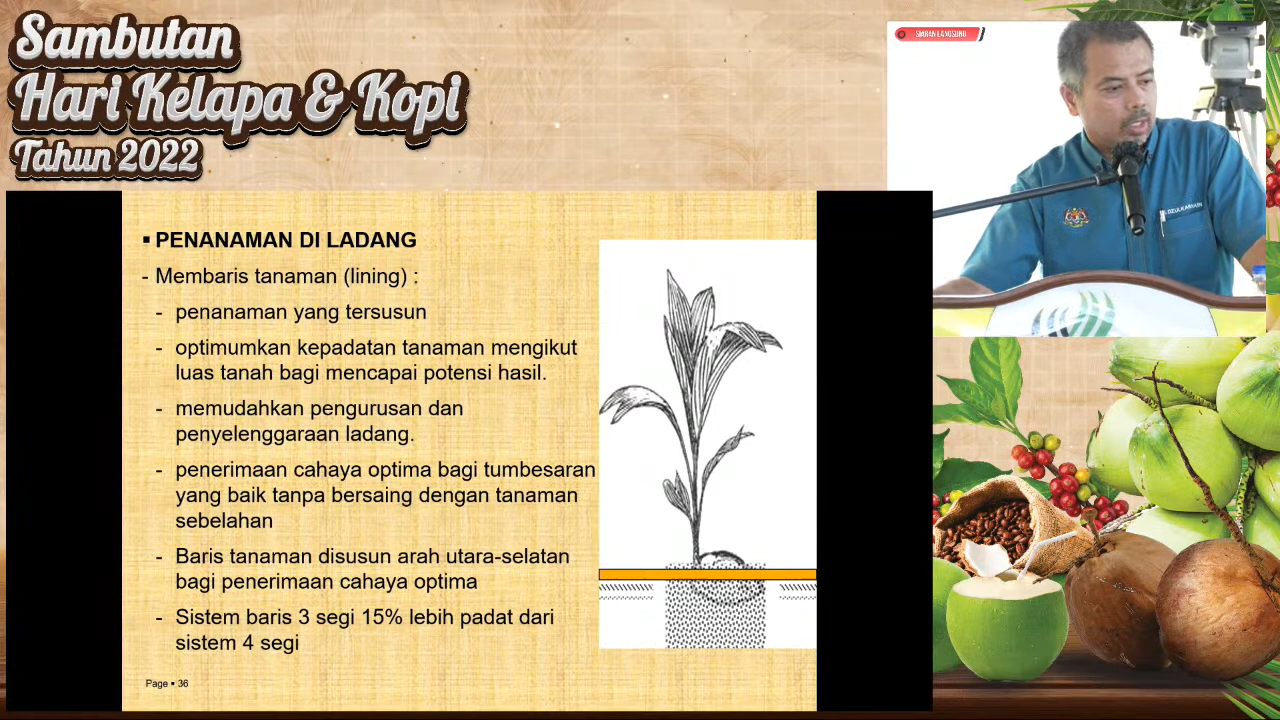 Sambutan
Hari Kelapa & Kopi
Tahun 2022
SIARAN LANGSUNG
DZULKARNAIN
▪ PENANAMAN DI LADANG
- Membaris tanaman (lining) :
- penanaman yang tersusun
- optimumkan kepadatan tanaman mengikut
luas tanah bagi mencapai potensi hasil.
- memudahkan pengurusan dan
penyelenggaraan ladang.
- penerimaan cahaya optima bagi tumbesaran
yang baik tanpa bersaing dengan tanaman
sebelahan
- Baris tanaman disusun arah utara-selatan
bagi penerimaan cahaya optima
- Sistem baris 3 segi 15% lebih padat dari
sistem 4 segi
Page ▪ 36